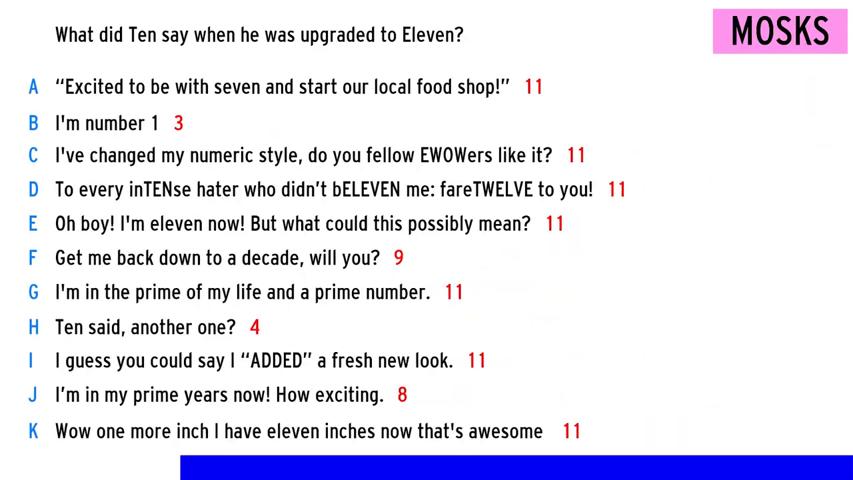 What did Ten say when he was upgraded to Eleven?
MOSKS
A “Excited to be with seven and start our local food shop!” 11
B I'm number 1 3
C I've changed my numeric style, do you fellow EWOWers like it? 11
D To every inTENse hater who didn’t bELEVEN me: fareTWELVE to you! 11
E Oh boy! I'm eleven now! But what could this possibly mean? 11
F Get me back down to a decade, will you? 9
G I'm in the prime of my life and a prime number. 11
H Ten said, another one? 4
I I guess you could say I “ADDED” a fresh new look. 11
J I’m in my prime years now! How exciting. 8
K Wow one more inch I have eleven inches now that's awesome 11